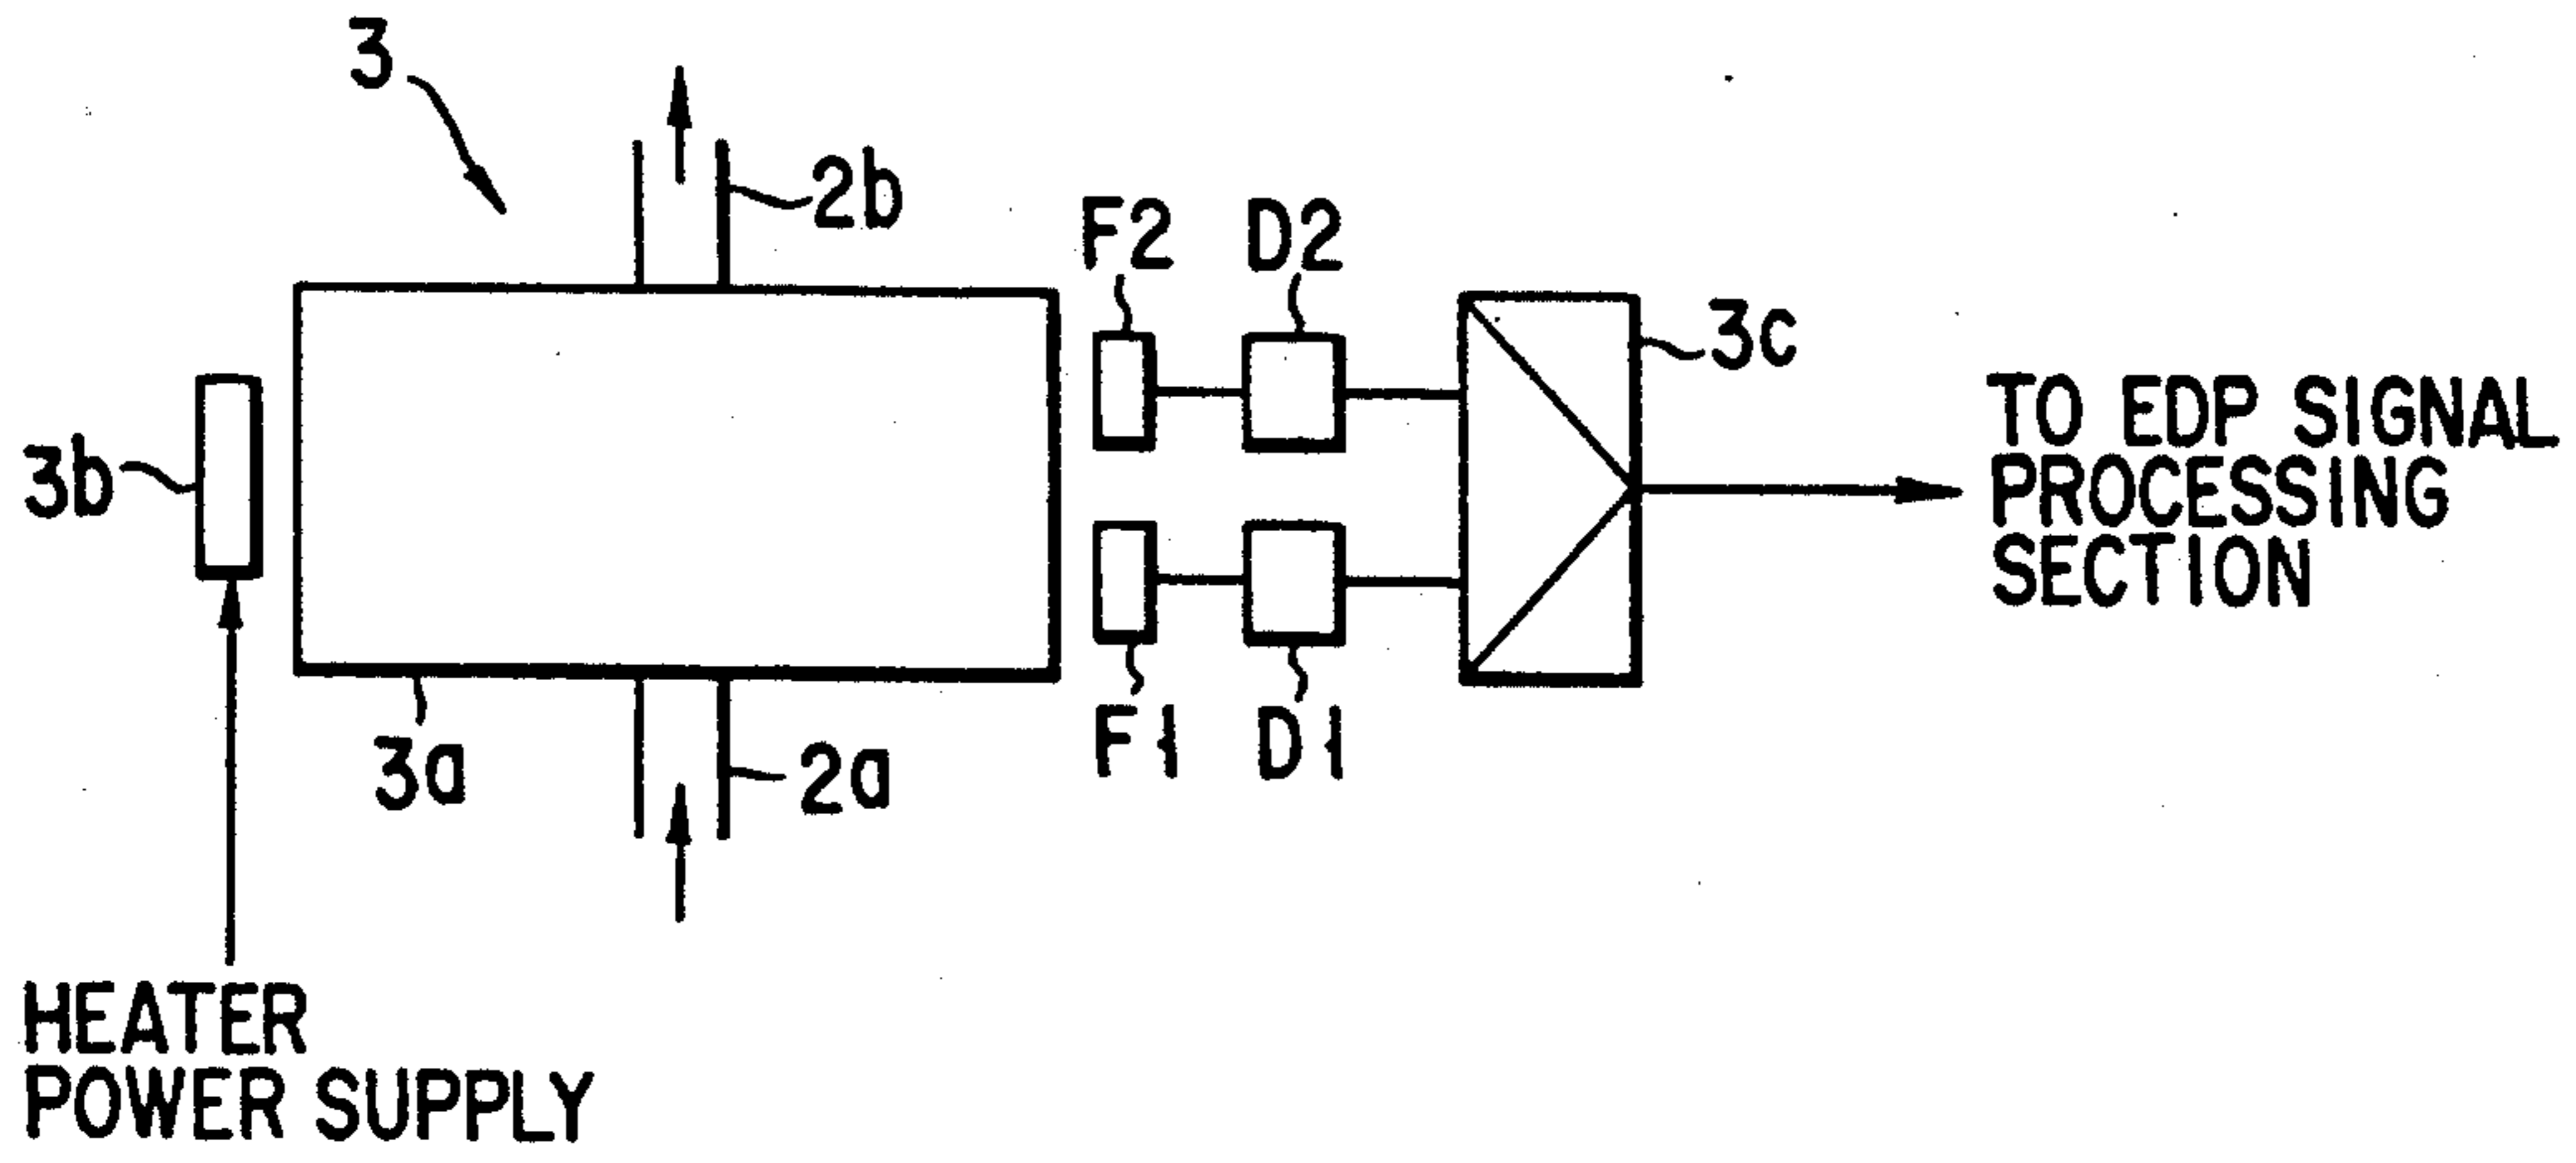 3
2b
F2
D2
3c
3b
TO EDP SIGNAL
PROCESSING
SECTION
3a
2a
F1
D1
HEATER
POWER SUPPLY